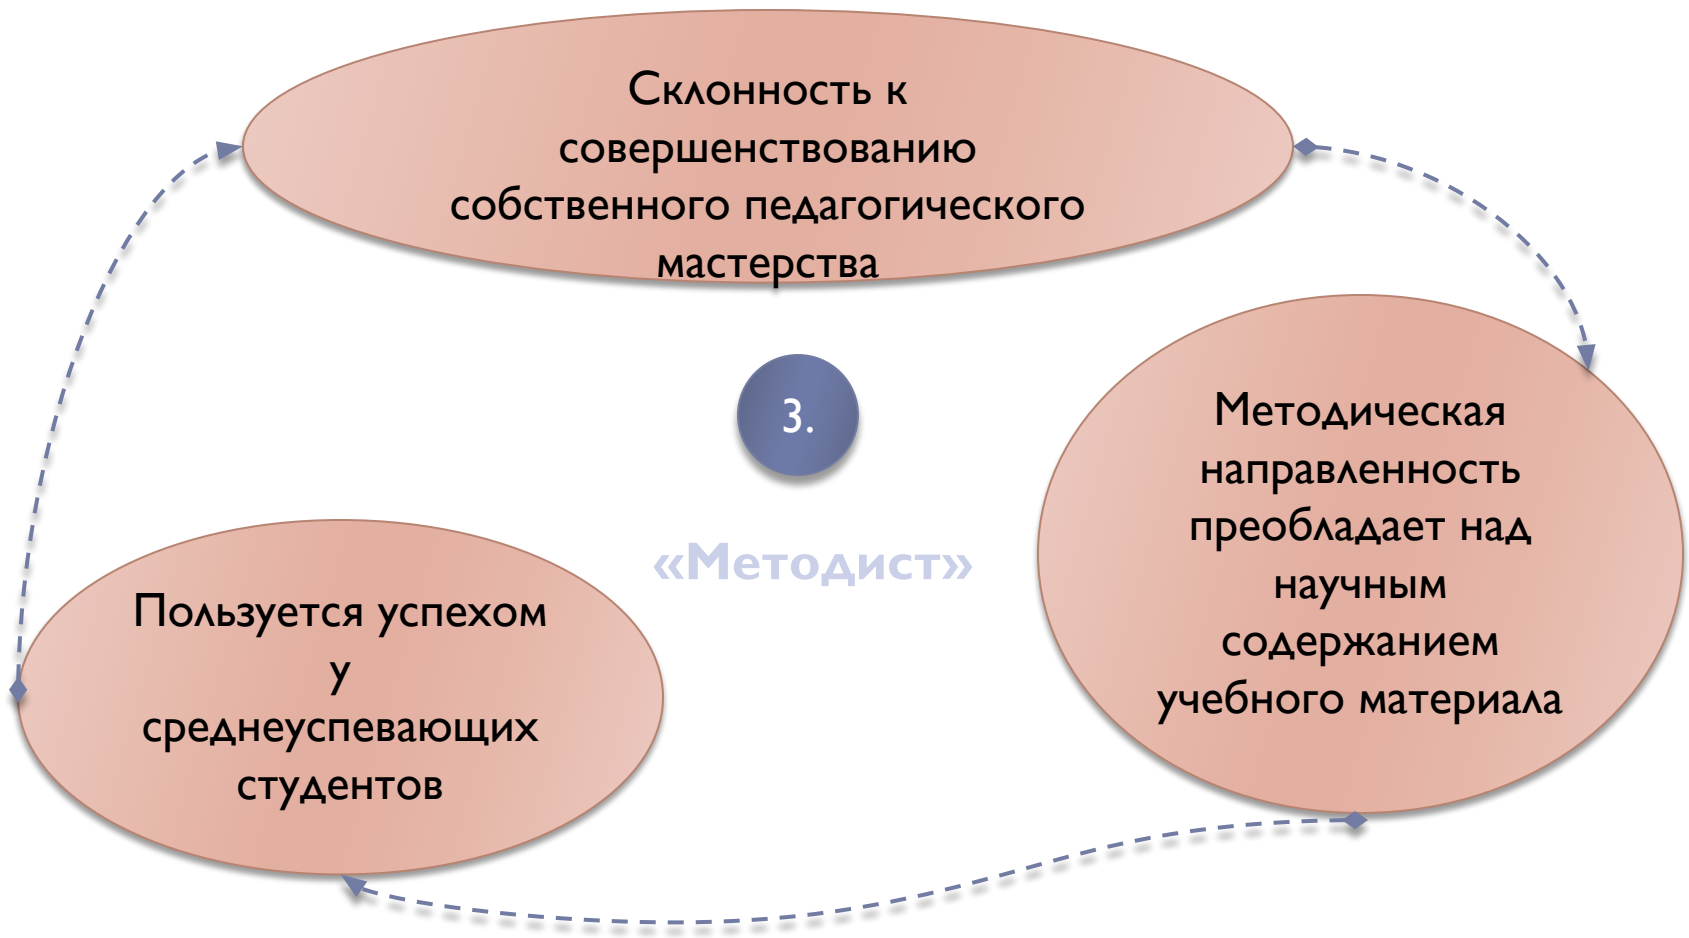 Склонность к
совершенствованию
собственного педагогического
мастерства
3.
«Методист»
Методическая
направленность
преобладает над
научным
содержанием
учебного материала
Пользуется успехом
у
среднеуспевающих
студентов